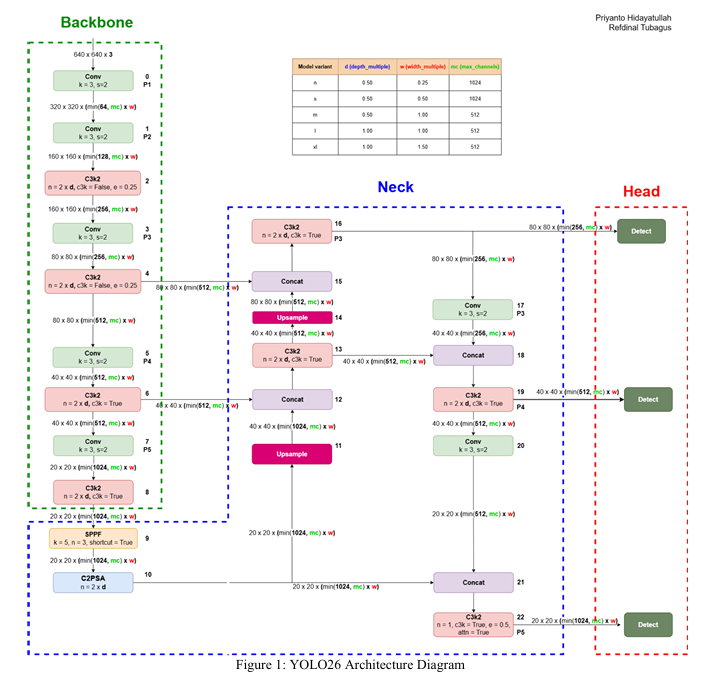 Backbone
Priyanto Hidayatullah
Refdinal Tubagus
640 x 640 x 3
Conv
k = 3, s=2
0
P1
320 x 320 x (min(64, mc) x w)
Conv
k = 3, s=2
1
P2
160 x 160 x (min(128, mc) x w)
C3k2
n = 2 x d, c3k = False, e = 0.25
2
160 x 160 x (min(256, mc) x w)
Conv
k = 3, s=2
3
P3
80 x 80 x (min(256, mc) x w)
C3k2
n = 2 x d, c3k = False, e = 0.25
4
80 x 80 x (min(512, mc) x w)
80 x 80 x (min(512, mc) x w)
Conv
k = 3, s=2
5
P4
40 x 40 x (min(512, mc) x w)
C3k2
n = 2 x d, c3k = True
6
40 x 40 x (min(512, mc) x w)
40 x 40 x (min(512, mc) x w)
Conv
k = 3, s=2
7
P5
20 x 20 x (min(1024, mc) x w)
C3k2
n = 2 x d, c3k = True
8
20 x 20 x (min(1024, mc) x w)
SPPF
k = 5, n = 3, shortcut = True
9
20 x 20 x (min(1024, mc) x w)
C2PSA
n = 2 x d
10
Model variant d (depth_multiple) w (width_multiple) mc (max_channels)
n 0.50 0.25 1024
s 0.50 0.50 1024
m 0.50 1.00 512
l 1.00 1.00 512
xl 1.00 1.50 512
Neck
C3k2
n = 2 x d, c3k = True
16
P3
Concat
15
80 x 80 x (min(512, mc) x w)
Upsample
14
40 x 40 x (min(512, mc) x w)
C3k2
n = 2 x d, c3k = True
13
40 x 40 x (min(512, mc) x w)
Concat
12
40 x 40 x (min(1024, mc) x w)
Upsample
11
20 x 20 x (min(512, mc) x w)
20 x 20 x (min(1024, mc) x w)
80 x 80 x (min(256, mc) x w)
80 x 80 x (min(256, mc) x w)
Conv
k = 3, s=2
17
P3
40 x 40 x (min(256, mc) x w)
Concat
18
C3k2
n = 2 x d, c3k = True
19
P4
40 x 40 x (min(512, mc) x w)
40 x 40 x (min(512, mc) x w)
Conv
k = 3, s=2
20
20 x 20 x (min(512, mc) x w)
Concat
21
C3k2
n = 1, c3k = True, e = 0.5,
attn = True
22
P5
20 x 20 x (min(1024, mc) x w)
Head
Detect
Detect
Detect
Figure 1: YOLO26 Architecture Diagram